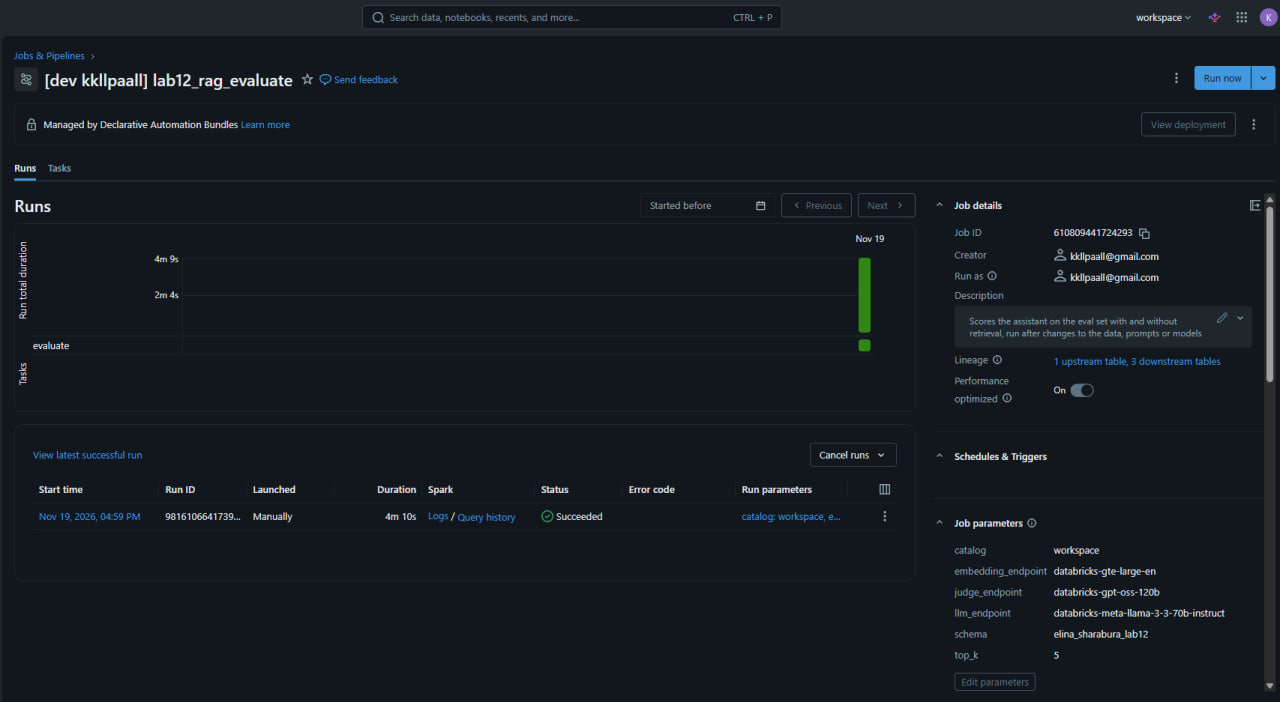 Search data, notebooks, recents, and more...
CTRL + P
workspace
K
Jobs & Pipelines
[dev kkllpaall] lab12_rag_evaluate
Send feedback
Run now
Managed by Declarative Automation Bundles Learn more
View deployment
Runs
Tasks
Runs
Started before
Previous
Next
Nov 19
Run total duration
4m 9s
2m 4s
evaluate
Tasks
View latest successful run
Cancel runs
Start time
Run ID
Launched
Duration
Spark
Status
Error code
Run parameters
Nov 19, 2026, 04:59 PM
9816106641739...
Manually
4m 10s
Logs / Query history
Succeeded
catalog: workspace, e...
Job details
Job ID
610809441724293
Creator
kkllpaall@gmail.com
Run as
kkllpaall@gmail.com
Description
Scores the assistant on the eval set with and without
retrieval, run after changes to the data, prompts or models
Lineage
1 upstream table, 3 downstream tables
Performance
optimized
On
Schedules & Triggers
Job parameters
catalog
workspace
embedding_endpoint
databricks-gte-large-en
judge_endpoint
databricks-gpt-oss-120b
llm_endpoint
databricks-meta-llama-3-3-70b-instruct
schema
elina_sharabura_lab12
top_k
5
Edit parameters